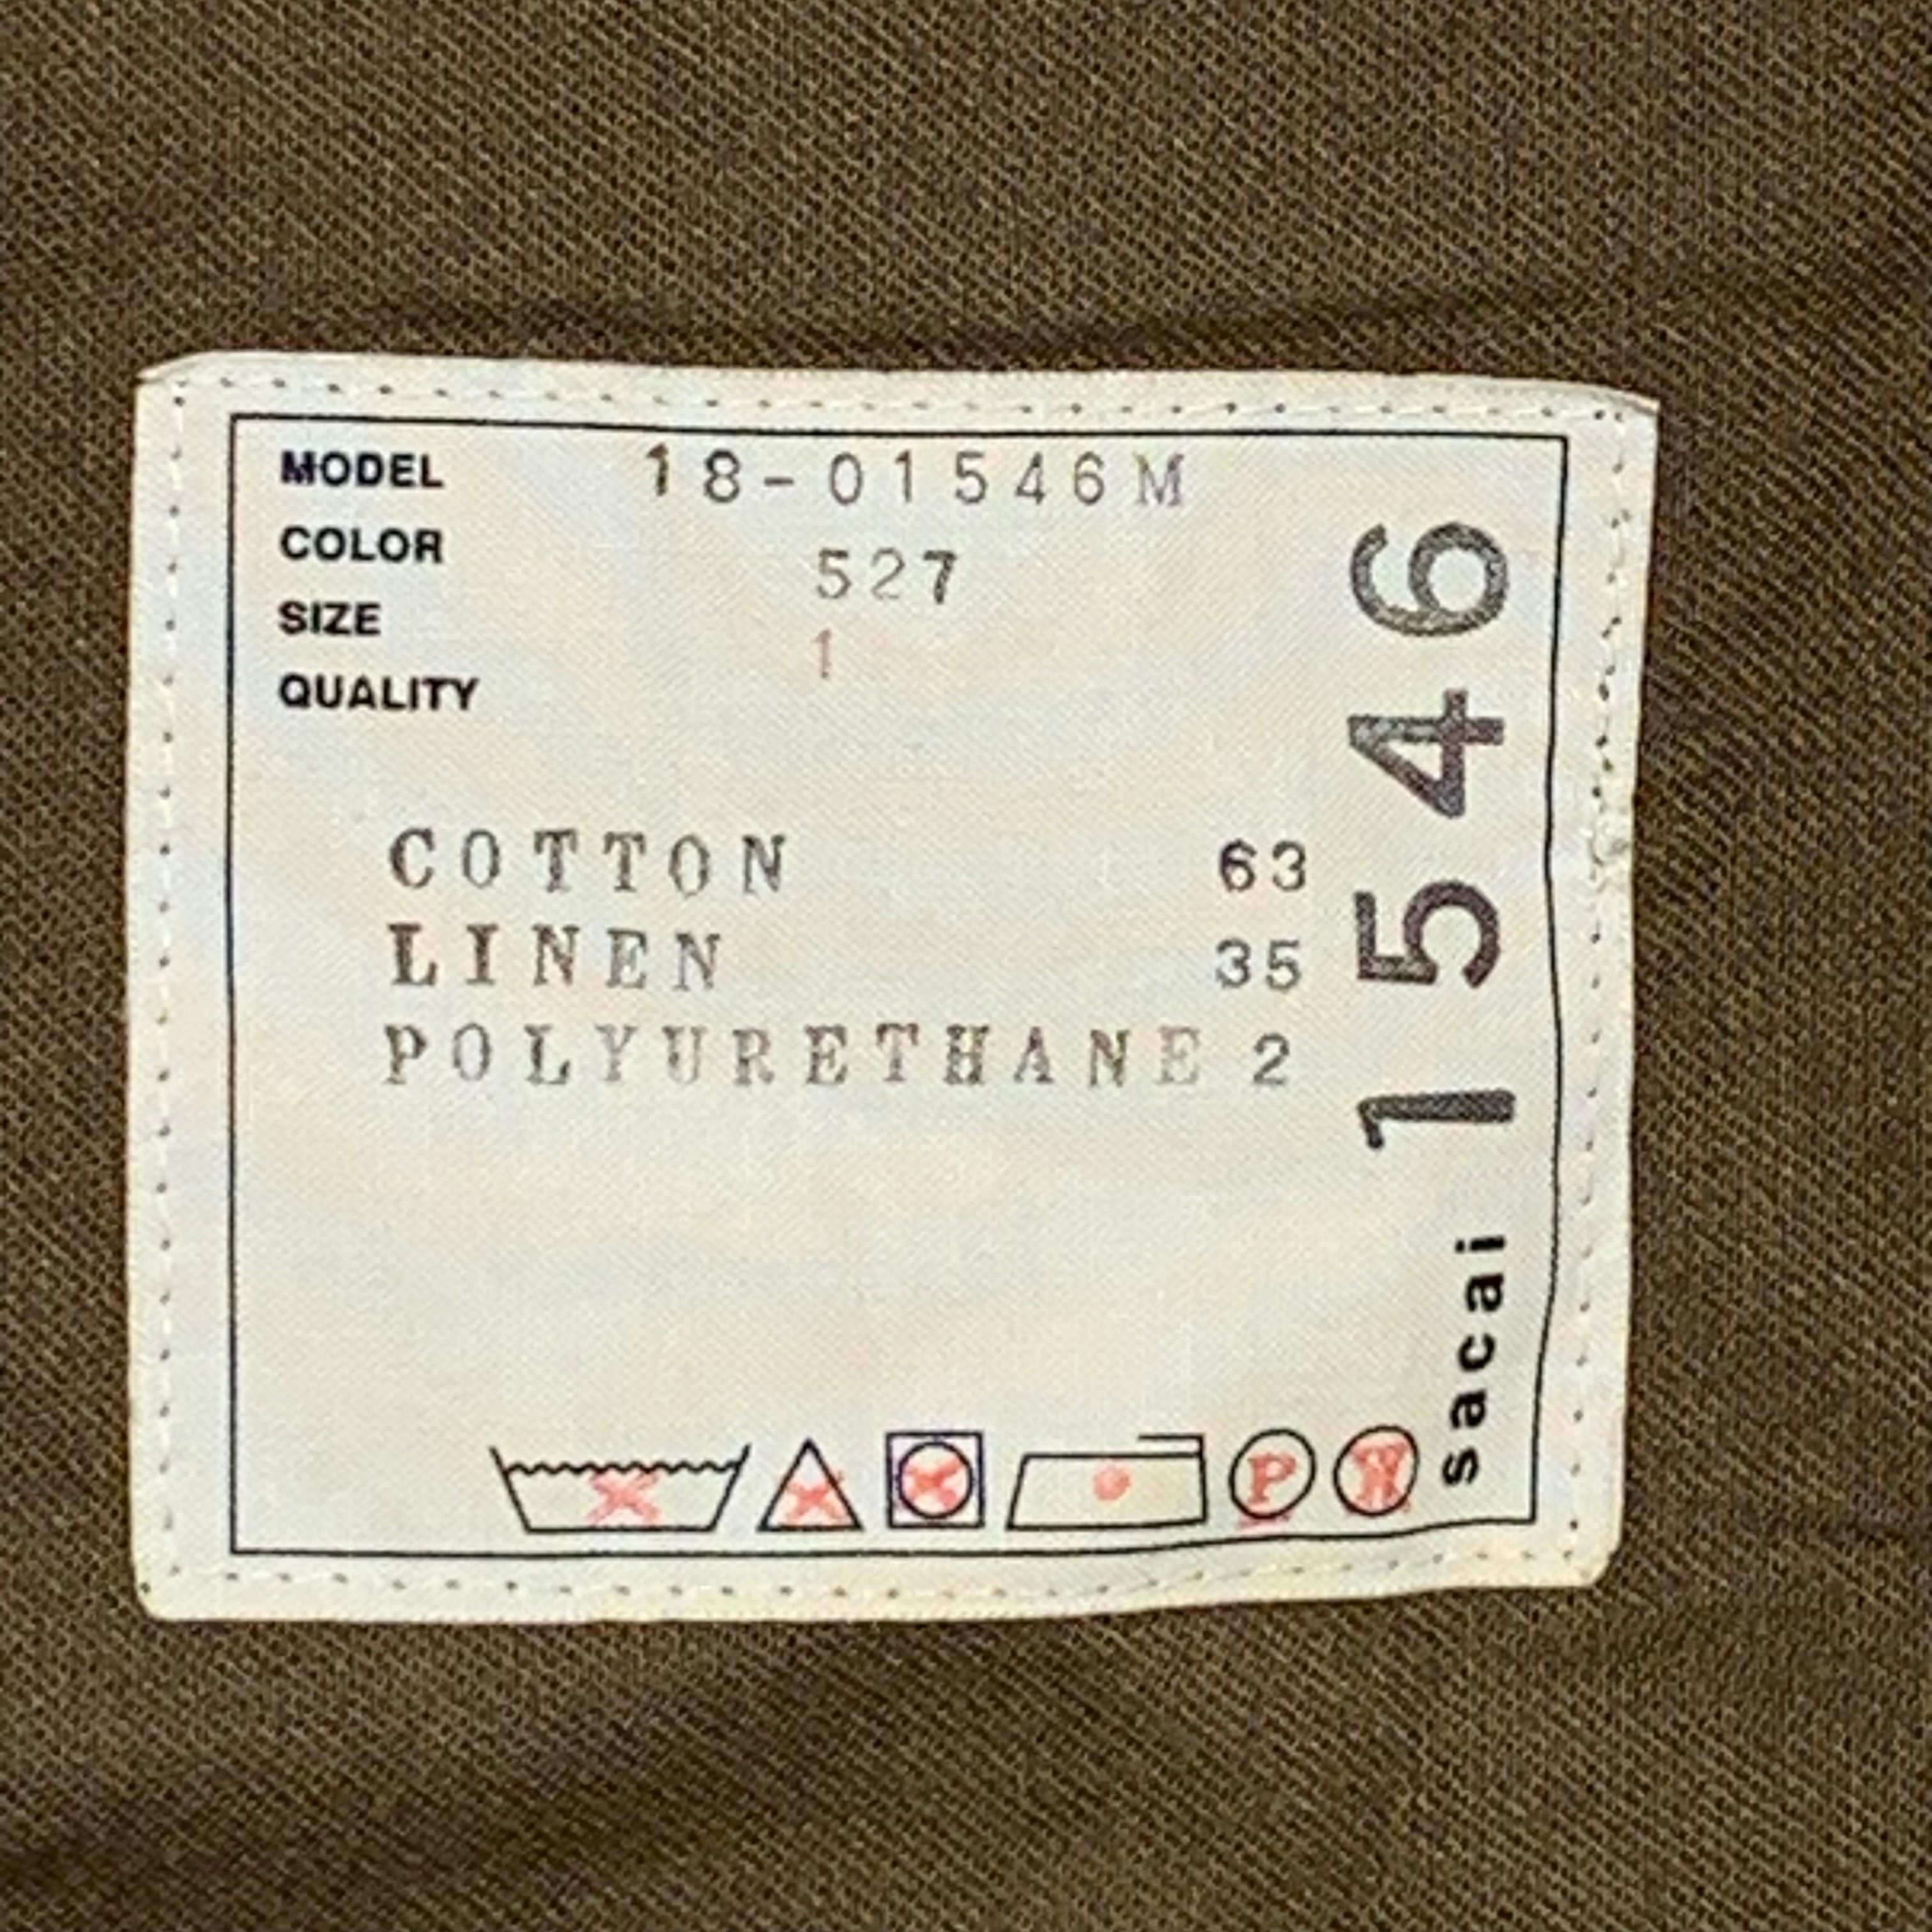 MODEL 18-01546M
COLOR 527
SIZE 1
QUALITY
COTTON 63
LINEN 35
POLYURETHANE 2
P W
sacai 1546